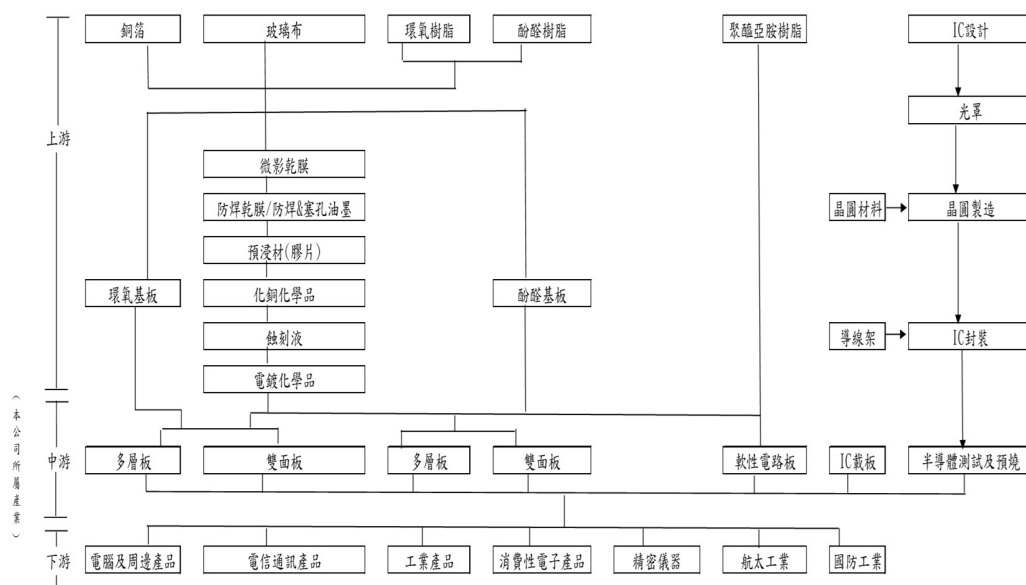 銅箔
玻璃布
環氧樹脂
酚醛樹脂
聚醯亞胺樹脂
IC設計
光罩
上游
微影乾膜
防焊乾膜/防焊&塞孔油墨
晶圓材料
晶圓製造
預浸材(膠片)
環氧基板
化銅化學品
酚醛基板
蝕刻液
導線架
IC封裝
電鍍化學品
(本公司所屬產業)
中游
多層板
雙面板
多層板
雙面板
軟性電路板
IC載板
半導體測試及預燒
下游
電腦及周邊產品
電信通訊產品
工業產品
消費性電子產品
精密儀器
航太工業
國防工業